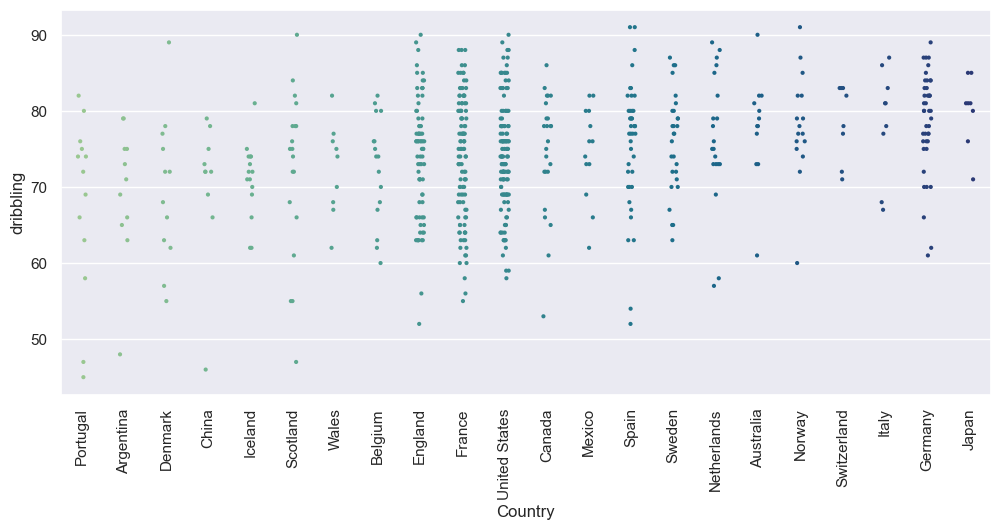 90
80
70
60
50
dribbling
Portugal
Argentina
Denmark
China
Iceland
Scotland
Wales
Belgium
England
France
United States
Canada
Mexico
Spain
Sweden
Netherlands
Australia
Norway
Switzerland
Italy
Germany
Japan
Country